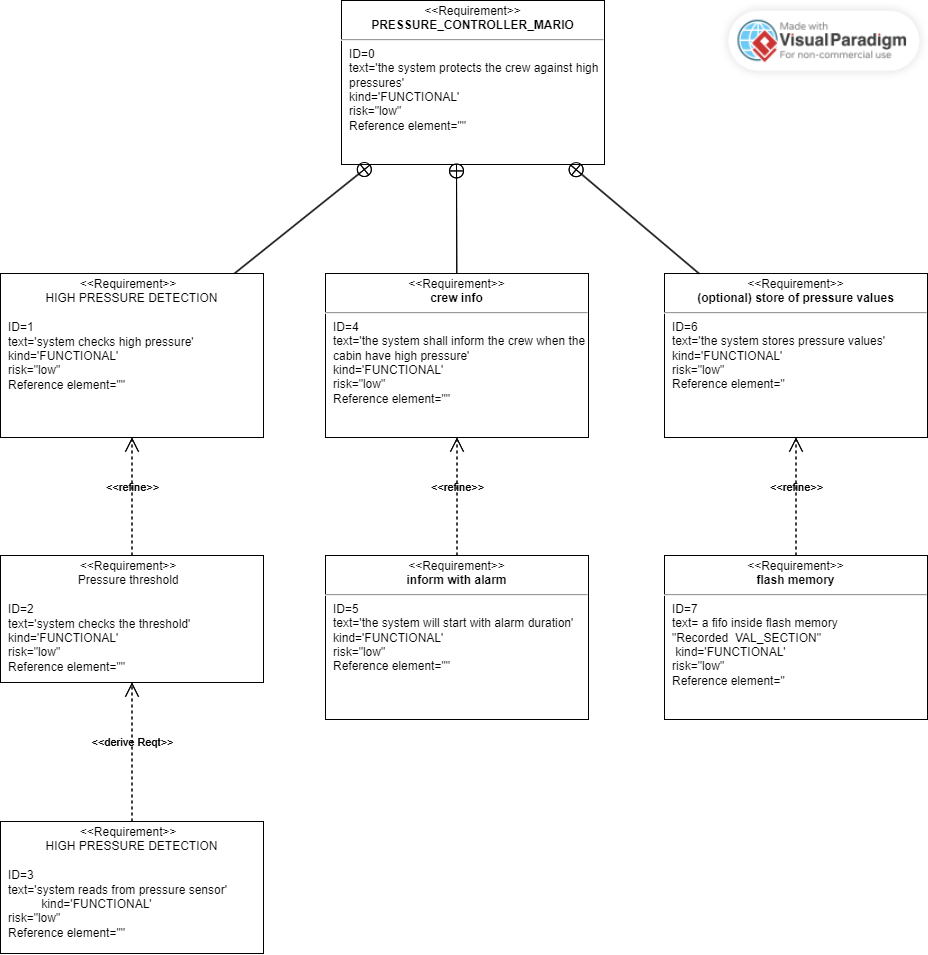 <<Requirement>>
PRESSURE_CONTROLLER_MARIO
ID=0
text='the system protects the crew against high
pressures'
kind='FUNCTIONAL'
risk="low"
Reference element=""
Made with
Visual Paradigm
For non-commercial use
<<Requirement>>
HIGH PRESSURE DETECTION
ID=1
text='system checks high pressure'
kind='FUNCTIONAL'
risk="low"
Reference element=""
<<Requirement>>
crew info
ID=4
text='the system shall inform the crew when the
cabin have high pressure'
kind='FUNCTIONAL'
risk="low"
Reference element=""
<<Requirement>>
(optional) store of pressure values
ID=6
text='the system stores pressure values'
kind='FUNCTIONAL'
risk="low"
Reference element="
<<refine>>
<<refine>>
<<refine>>
<<Requirement>>
Pressure threshold
ID=2
text='system checks the threshold'
kind='FUNCTIONAL'
risk="low"
Reference element=""
<<Requirement>>
inform with alarm
ID=5
text='the system will start with alarm duration'
kind='FUNCTIONAL'
risk="low"
Reference element=""
<<Requirement>>
flash memory
ID=7
text= a fifo inside flash memory
"Recorded  VAL_SECTION"
kind='FUNCTIONAL'
risk="low"
Reference element="
<<derive Reqt>>
<<Requirement>>
HIGH PRESSURE DETECTION
ID=3
text='system reads from pressure sensor'
kind='FUNCTIONAL'
risk="low"
Reference element=""